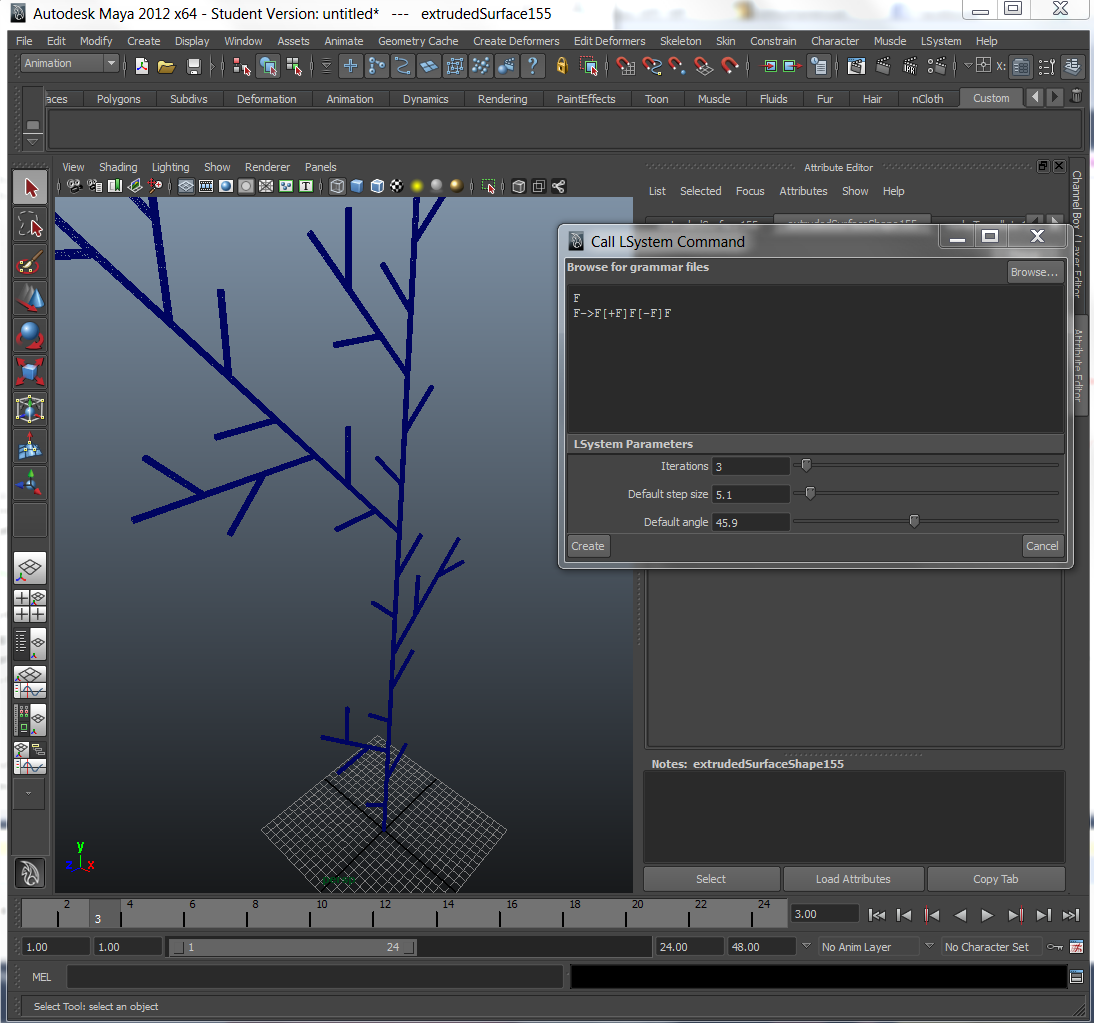 Autodesk Maya 2012 x64 - Student Version: untitled* --- extrudedSurface155
File Edit Modify Create Display Window Assets Animate Geometry Cache Create Deformers Edit Deformers Skeleton Skin Constrain Character Muscle LSystem Help
Animation X:
aces Polygons Subdivs Deformation Animation Dynamics Rendering PaintEffects Toon Muscle Fluids Fur Hair nCloth Custom
View Shading Lighting Show Renderer Panels
Attribute Editor
List Selected Focus Attributes Show Help
Channel Box / Layer Editor
Attribute Editor
Call LSystem Command
Browse for grammar files
Browse...
F
F->F[+F]F[-F]F
LSystem Parameters
Iterations 3
Default step size 5.1
Default angle 45.9
Create Cancel
Notes: extrudedSurfaceShape155
y
z x
Select Load Attributes Copy Tab
2 4 6 8 10 12 14 16 18 20 22 24
3
3.00
1.00 1.00 1 24 24.00 48.00 No Anim Layer No Character Set
MEL
Select Tool: select an object